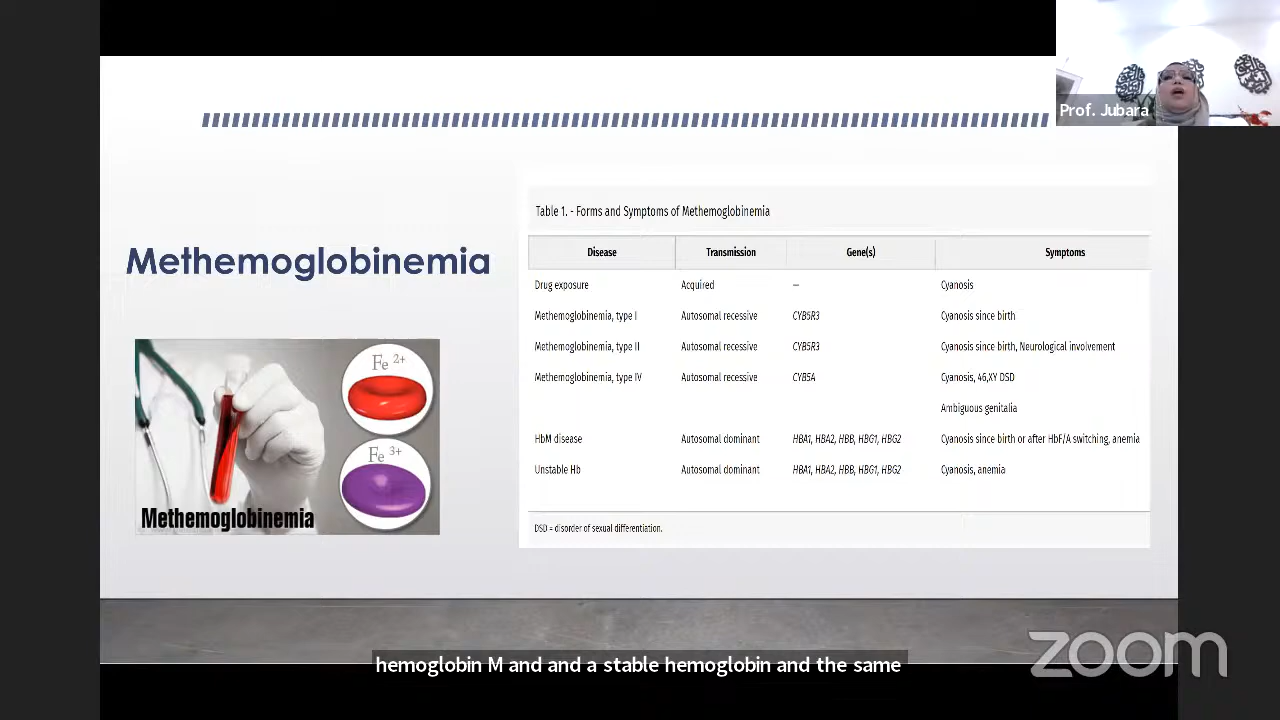 Prof. Jubara
Methemoglobinemia
Fe 2+
Fe 3+
Methemoglobinemia
Table 1. - Forms and Symptoms of Methemoglobinemia
Disease Transmission Gene(s) Symptoms
Drug exposure Acquired — Cyanosis
Methemoglobinemia, type I Autosomal recessive CYB5R3 Cyanosis since birth
Methemoglobinemia, type II Autosomal recessive CYB5R3 Cyanosis since birth, Neurological involvement
Methemoglobinemia, type IV Autosomal recessive CYB5A Cyanosis, 46,XY DSD
Ambiguous genitalia
HbM disease Autosomal dominant HBA1, HBA2, HBB, HBG1, HBG2 Cyanosis since birth or after HbF/A switching, anemia
Unstable Hb Autosomal dominant HBA1, HBA2, HBB, HBG1, HBG2 Cyanosis, anemia
DSD = disorder of sexual differentiation.
zoom
hemoglobin M and and a stable hemoglobin and the same